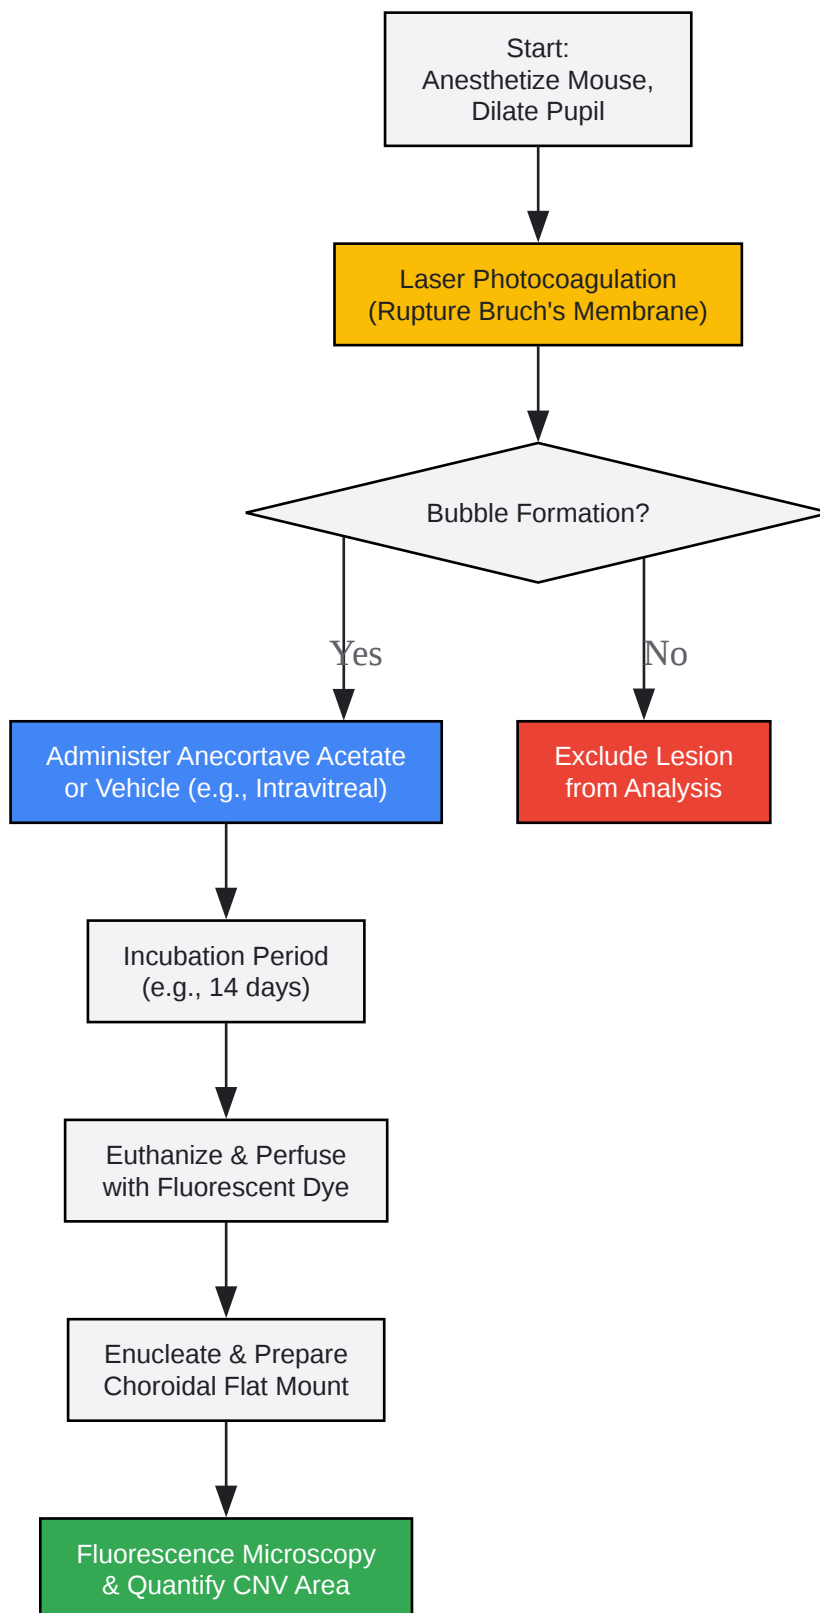 Start:
Anesthetize Mouse,
Dilate Pupil
Laser Photocoagulation
(Rupture Bruch's Membrane)
Bubble Formation?
Yes
No
Administer Anecortave Acetate
or Vehicle (e.g., Intravitreal)
Exclude Lesion
from Analysis
Incubation Period
(e.g., 14 days)
Euthanize & Perfuse
with Fluorescent Dye
Enucleate & Prepare
Choroidal Flat Mount
Fluorescence Microscopy
& Quantify CNV Area